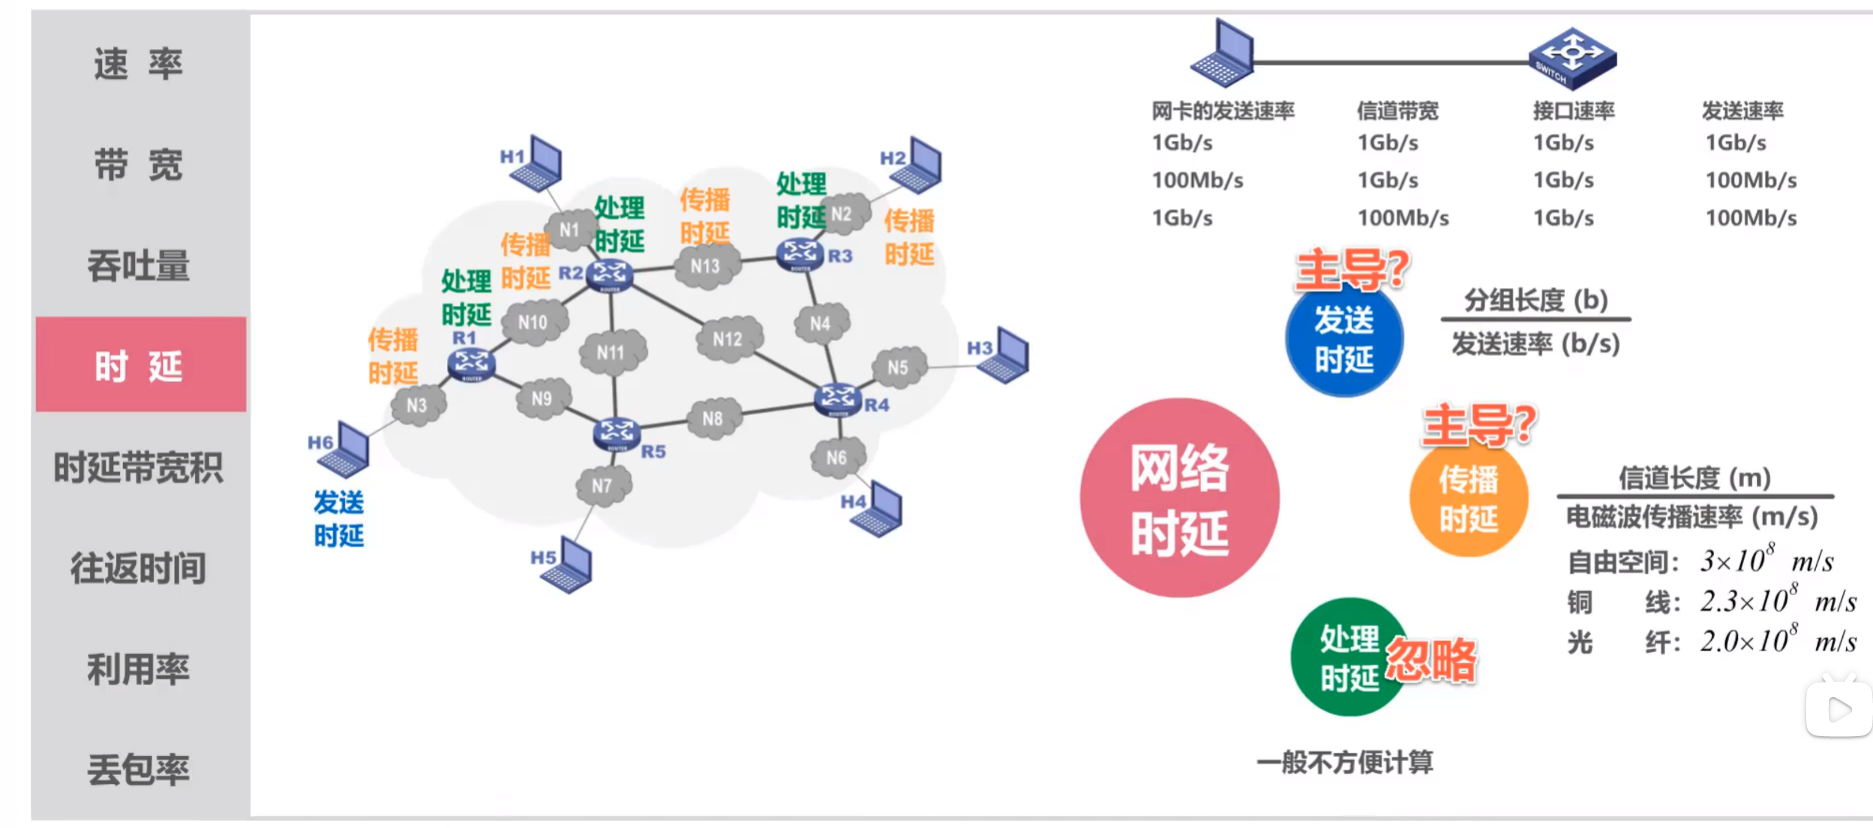 速 率
带 宽
吞吐量
时 延
时延带宽积
往返时间
利用率
丢包率
H1
H2
H3
H4
H5
H6
N1
N2
N3
N4
N5
N6
N7
N8
N9
N10
N11
N12
N13
R1
R2
R3
R4
R5
ROUTER
ROUTER
ROUTER
ROUTER
ROUTER
发送
时延
传播
时延
处理
时延
传播
时延
处理
时延
传播
时延
处理
时延
传播
时延
SWITCH
网卡的发送速率 信道带宽 接口速率 发送速率
1Gb/s 1Gb/s 1Gb/s 1Gb/s
100Mb/s 1Gb/s 1Gb/s 100Mb/s
1Gb/s 100Mb/s 1Gb/s 100Mb/s
主导?
发送
时延
分组长度 (b)
发送速率 (b/s)
网络
时延
主导?
传播
时延
信道长度 (m)
电磁波传播速率 (m/s)
自由空间: 3×10⁸ m/s
铜 线: 2.3×10⁸ m/s
光 纤: 2.0×10⁸ m/s
处理
时延
忽略
一般不方便计算